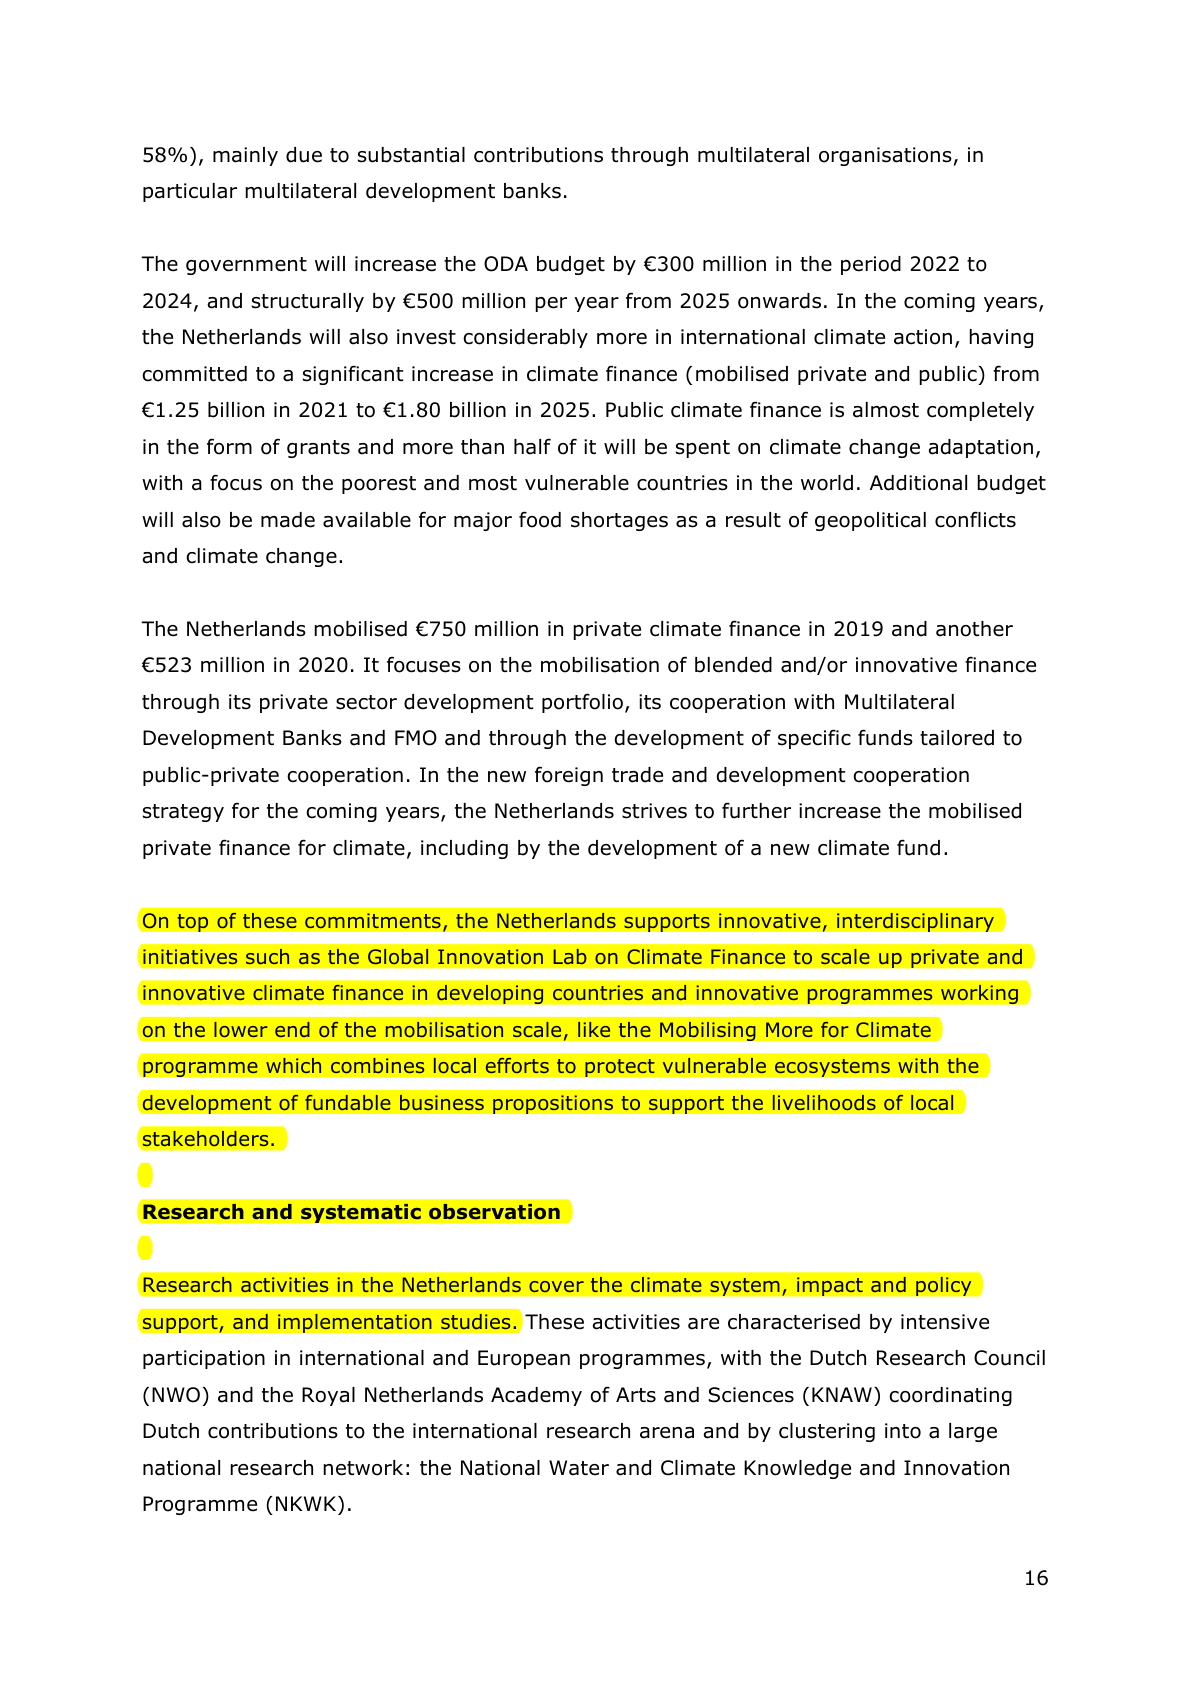 58%), mainly due to substantial contributions through multilateral organisations, in
particular multilateral development banks.
The government will increase the ODA budget by €300 million in the period 2022 to
2024, and structurally by €500 million per year from 2025 onwards. In the coming years,
the Netherlands will also invest considerably more in international climate action, having
committed to a significant increase in climate finance (mobilised private and public) from
€1.25 billion in 2021 to €1.80 billion in 2025. Public climate finance is almost completely
in the form of grants and more than half of it will be spent on climate change adaptation,
with a focus on the poorest and most vulnerable countries in the world. Additional budget
will also be made available for major food shortages as a result of geopolitical conflicts
and climate change.
The Netherlands mobilised €750 million in private climate finance in 2019 and another
€523 million in 2020. It focuses on the mobilisation of blended and/or innovative finance
through its private sector development portfolio, its cooperation with Multilateral
Development Banks and FMO and through the development of specific funds tailored to
public-private cooperation. In the new foreign trade and development cooperation
strategy for the coming years, the Netherlands strives to further increase the mobilised
private finance for climate, including by the development of a new climate fund.
On top of these commitments, the Netherlands supports innovative, interdisciplinary
initiatives such as the Global Innovation Lab on Climate Finance to scale up private and
innovative climate finance in developing countries and innovative programmes working
on the lower end of the mobilisation scale, like the Mobilising More for Climate
programme which combines local efforts to protect vulnerable ecosystems with the
development of fundable business propositions to support the livelihoods of local
stakeholders.
Research and systematic observation
Research activities in the Netherlands cover the climate system, impact and policy
support, and implementation studies. These activities are characterised by intensive
participation in international and European programmes, with the Dutch Research Council
(NWO) and the Royal Netherlands Academy of Arts and Sciences (KNAW) coordinating
Dutch contributions to the international research arena and by clustering into a large
national research network: the National Water and Climate Knowledge and Innovation
Programme (NKWK).
16